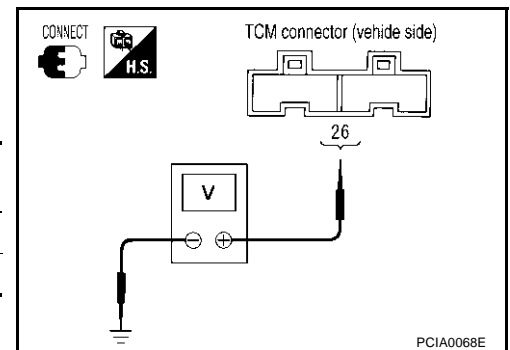 CONNECT
H.S.
TCM connector (vehide side)
26
V
− +
PCIA0068E